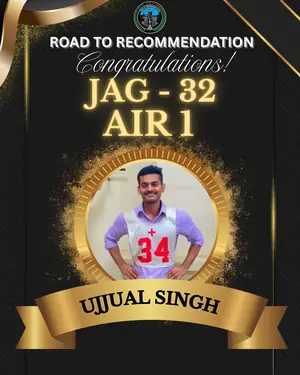 ROAD TO RECOMMENDATION
Congratulations!
JAG - 32
AIR 1
+
34
UJJUAL SINGH